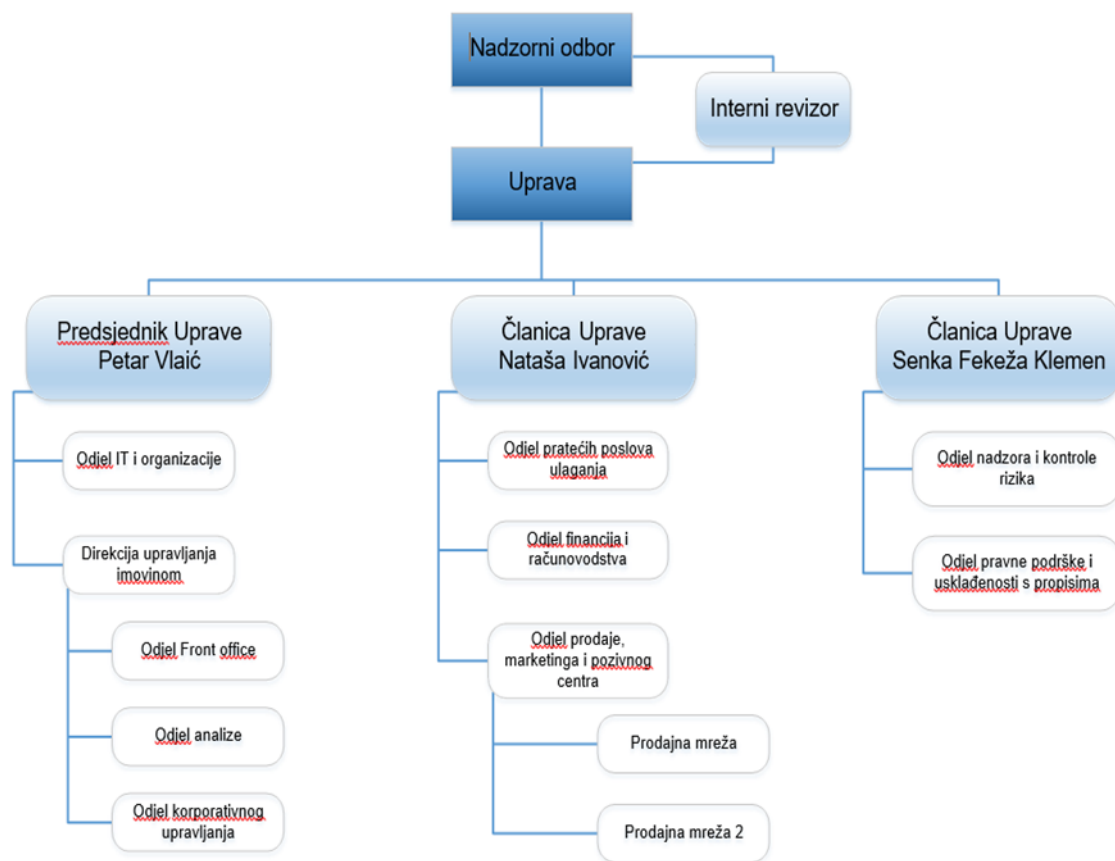 Nadzorni odbor
Interni revizor
Uprava
Predsjednik Uprave
Petar Vlaić
Odjel IT i organizacije
Direkcija upravljanja
imovinom
Odjel Front office
Odjel analize
Odjel korporativnog
upravljanja
Članica Uprave
Nataša Ivanović
Odjel pratećih poslova
ulaganja
Odjel financija i
računovodstva
Odjel prodaje,
marketinga i pozivnog
centra
Prodajna mreža
Prodajna mreža 2
Članica Uprave
Senka Fekeža Klemen
Odjel nadzora i kontrole
rizika
Odjel pravne podrške i
usklađenosti s propisima